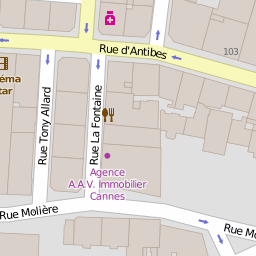 Rue d'Antibes
103
éma
tar
Rue Tony Allard
Rue La Fontaine
Agence
A.A.V. Immobilier
Cannes
Rue Molière
Rue Mo